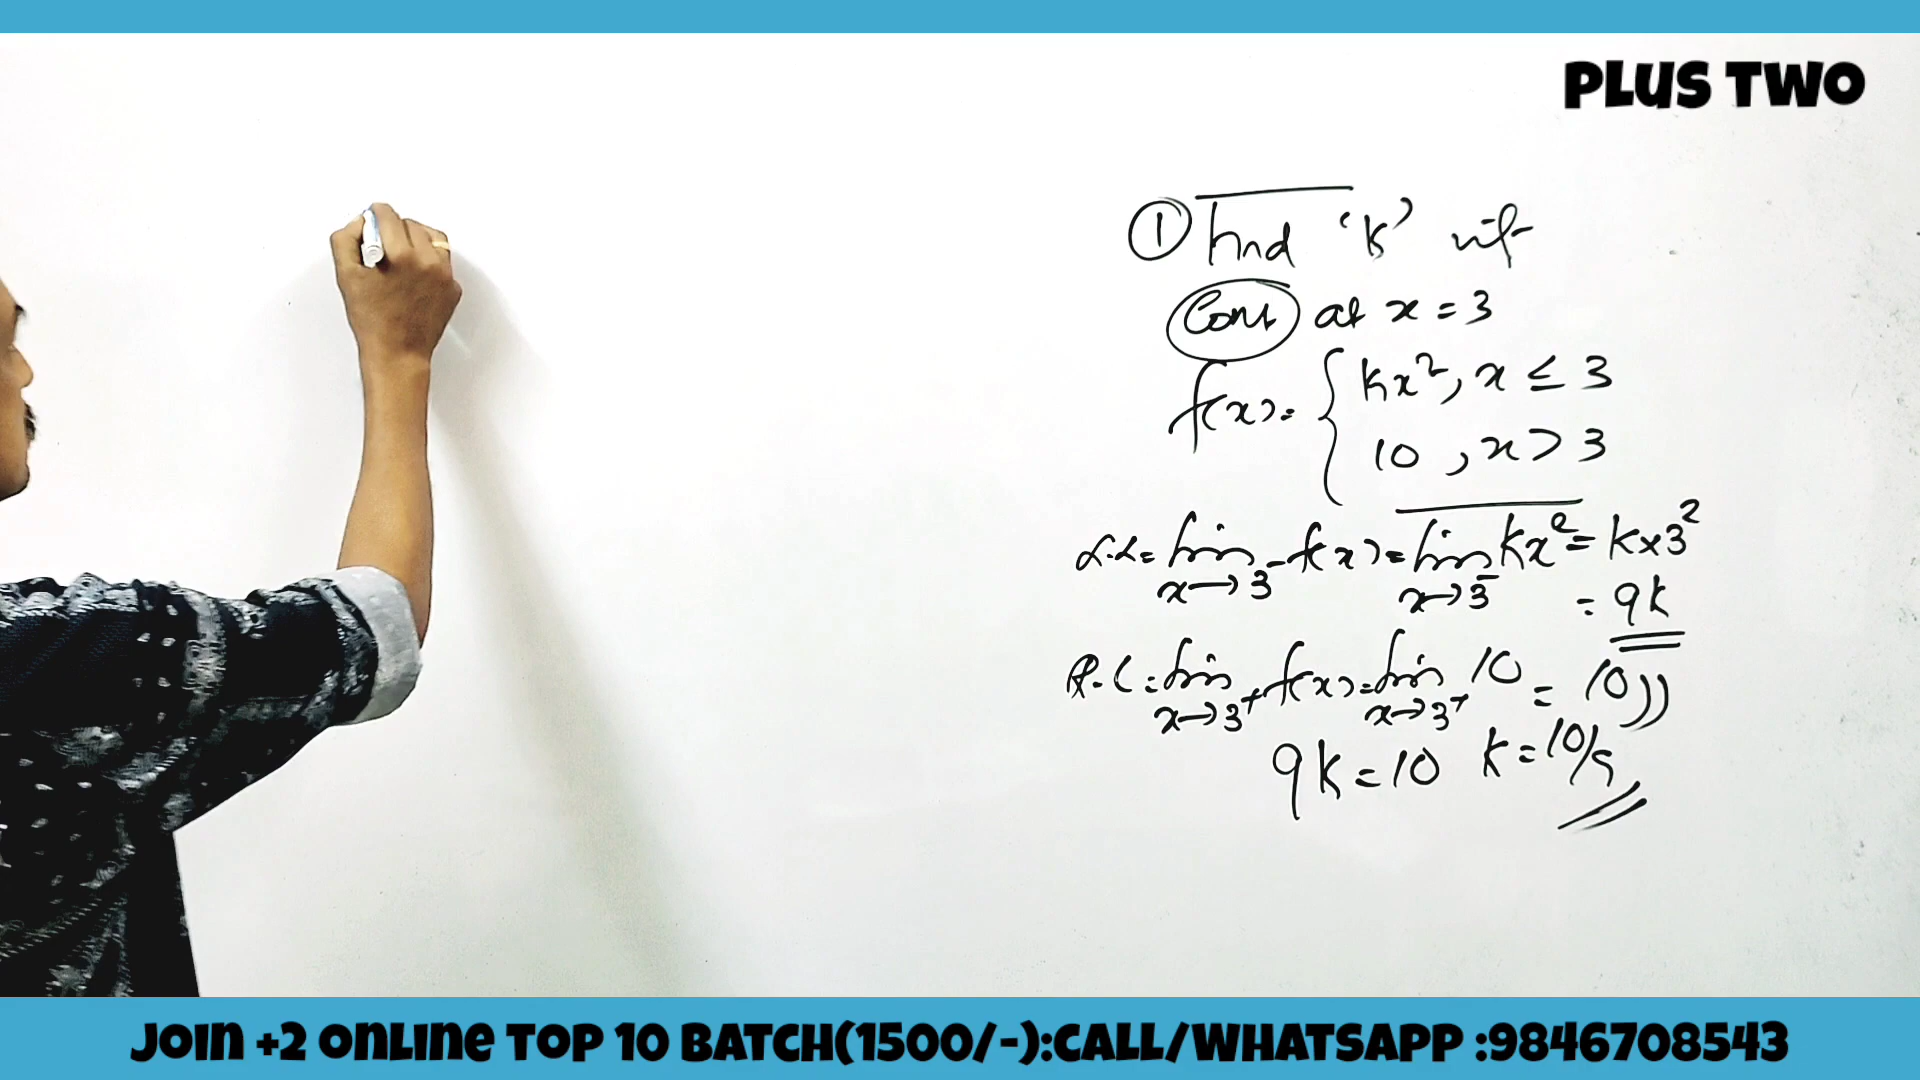 PLUS TWO
① Find 'K' if
Cont at x = 3
f(x) = { Kx², x ≤ 3
10 , x > 3
L.L = lim x→3⁻ f(x) = lim x→3⁻ Kx² = K×3²
= 9K
R.L = lim x→3⁺ f(x) = lim x→3⁺ 10 = 10
9K = 10 K = 10/9
JOIN +2 ONLINE TOP 10 BATCH(1500/-):CALL/WHATSAPP :9846708543